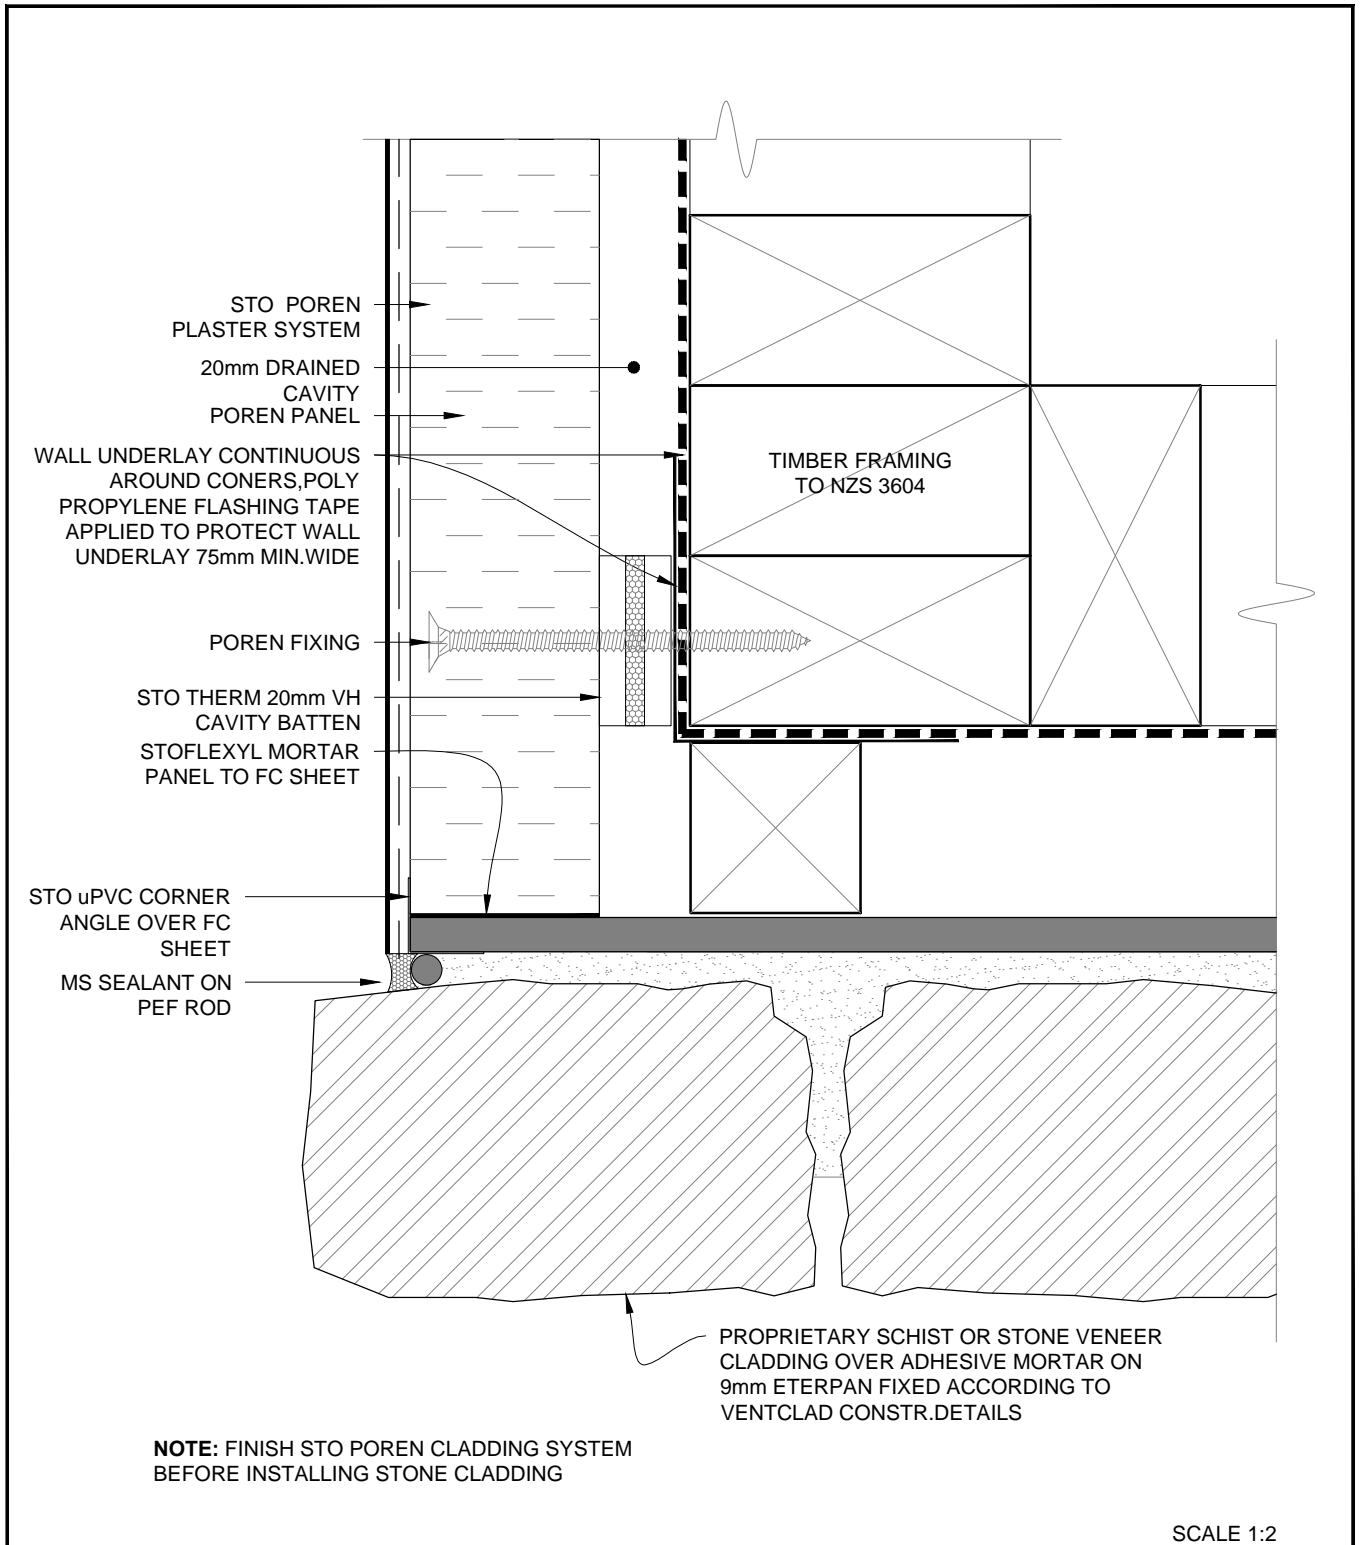 STO POREN
PLASTER SYSTEM
20mm DRAINED
CAVITY
POREN PANEL
WALL UNDERLAY CONTINUOUS
AROUND CONERS,POLY
PROPYLENE FLASHING TAPE
APPLIED TO PROTECT WALL
UNDERLAY 75mm MIN.WIDE
TIMBER FRAMING
TO NZS 3604
POREN FIXING
STO THERM 20mm VH
CAVITY BATTEN
STOFLEXYL MORTAR
PANEL TO FC SHEET
STO uPVC CORNER
ANGLE OVER FC
SHEET
MS SEALANT ON
PEF ROD
PROPRIETARY SCHIST OR STONE VENEER
CLADDING OVER ADHESIVE MORTAR ON
9mm ETERPAN FIXED ACCORDING TO
VENTCLAD CONSTR.DETAILS
NOTE: FINISH STO POREN CLADDING SYSTEM
BEFORE INSTALLING STONE CLADDING
SCALE 1:2